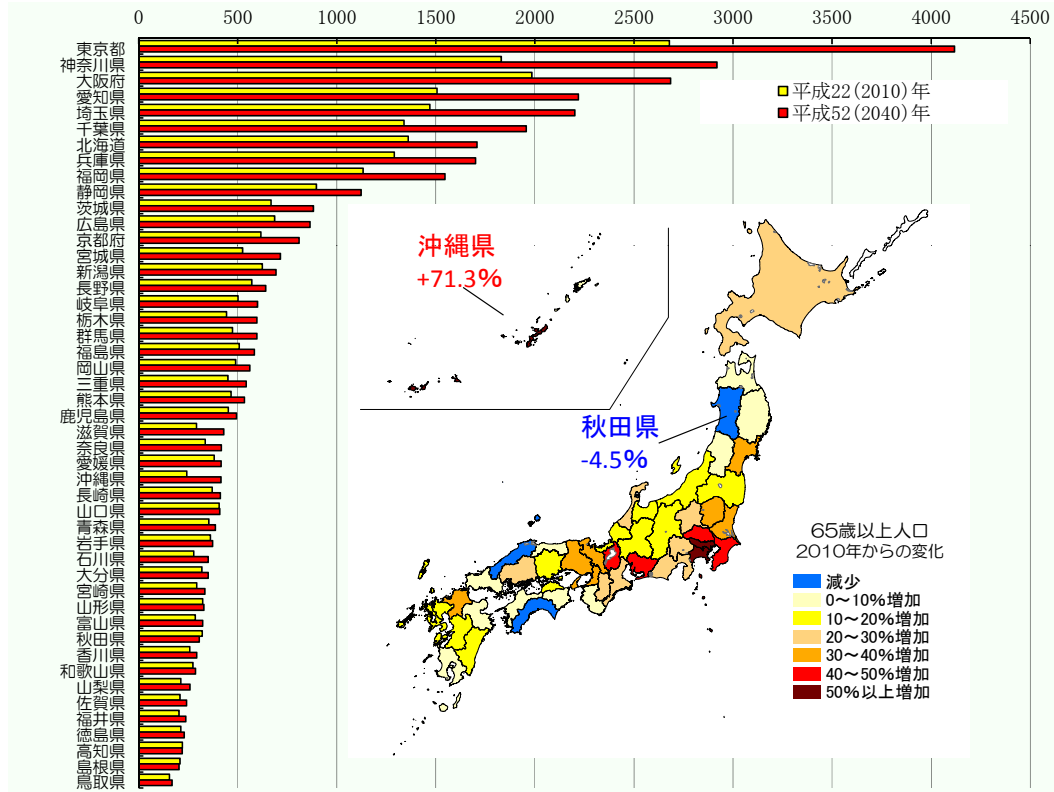 0 500 1000 1500 2000 2500 3000 3500 4000 4500
東京都
神奈川県
大阪府
愛知県
埼玉県
千葉県
北海道
兵庫県
福岡県
静岡県
茨城県
広島県
京都府
宮城県
新潟県
長野県
岐阜県
栃木県
群馬県
福島県
岡山県
三重県
熊本県
鹿児島県
滋賀県
奈良県
愛媛県
沖縄県
長崎県
山口県
青森県
岩手県
石川県
大分県
宮崎県
山形県
富山県
秋田県
香川県
和歌山県
山梨県
佐賀県
福井県
徳島県
高知県
島根県
鳥取県
平成22(2010)年
平成52(2040)年
沖縄県
+71.3%
秋田県
-4.5%
65歳以上人口
2010年からの変化
減少
0～10%増加
10～20%増加
20～30%増加
30～40%増加
40～50%増加
50%以上増加